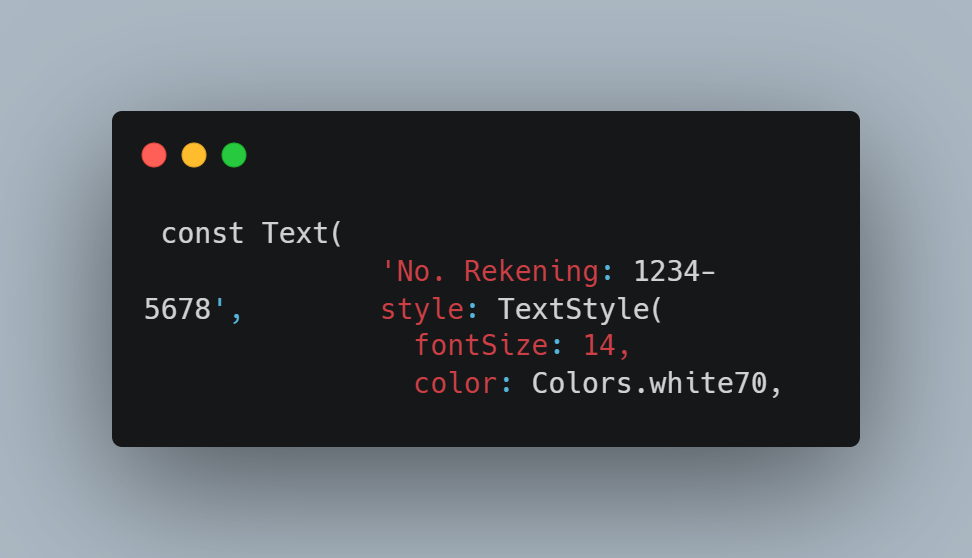 const Text(
'No. Rekening: 1234-
5678', style: TextStyle(
fontSize: 14,
color: Colors.white70,